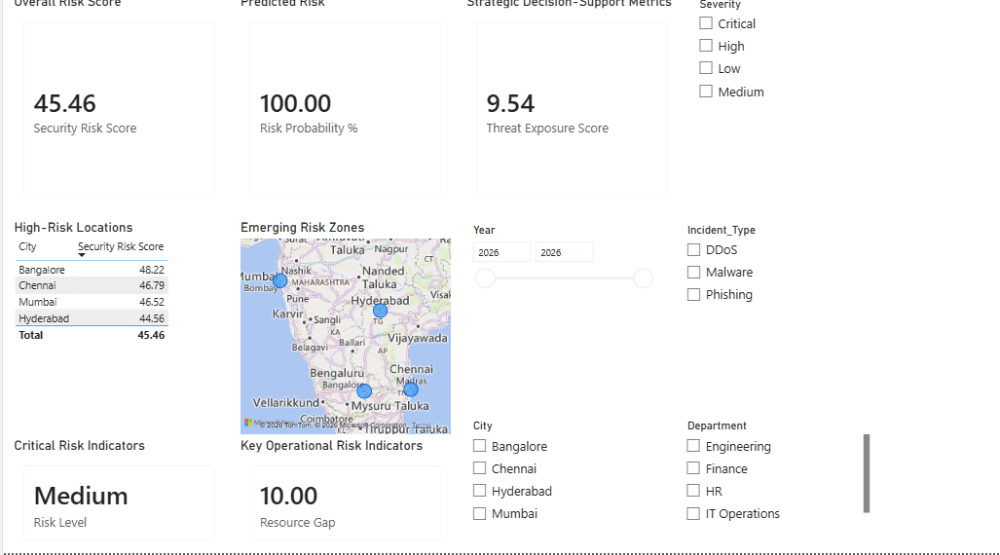 Overall Risk Score
Predicted Risk
Strategic Decision-Support Metrics
Severity
Critical
High
Low
Medium
45.46
Security Risk Score
100.00
Risk Probability %
9.54
Threat Exposure Score
High-Risk Locations
City Security Risk Score
Bangalore 48.22
Chennai 46.79
Mumbai 46.52
Hyderabad 44.56
Total 45.46
Emerging Risk Zones
Surat
Amravati
Taluka
Nagpur
Ra
CT
Nashik
Mumbai
Bombay
MAHARASHTRA
Nanded
Taluka
Visak
Pune
Hyderabad
TG
Karvir
Sangli
KA
Vijayawada
Belagavi
Ballari
AP
Bengaluru
Bangalore
Chennai
Madras
TN
Vellarikkund
Mysuru Taluka
Coimbatore
KL
Tiruppur Taluka
© 2026 TomTom, © 2026 Microsoft Corporation, Terms
Year
2026 2026
Incident_Type
DDoS
Malware
Phishing
City
Bangalore
Chennai
Hyderabad
Mumbai
Department
Engineering
Finance
HR
IT Operations
Critical Risk Indicators
Medium
Risk Level
Key Operational Risk Indicators
10.00
Resource Gap